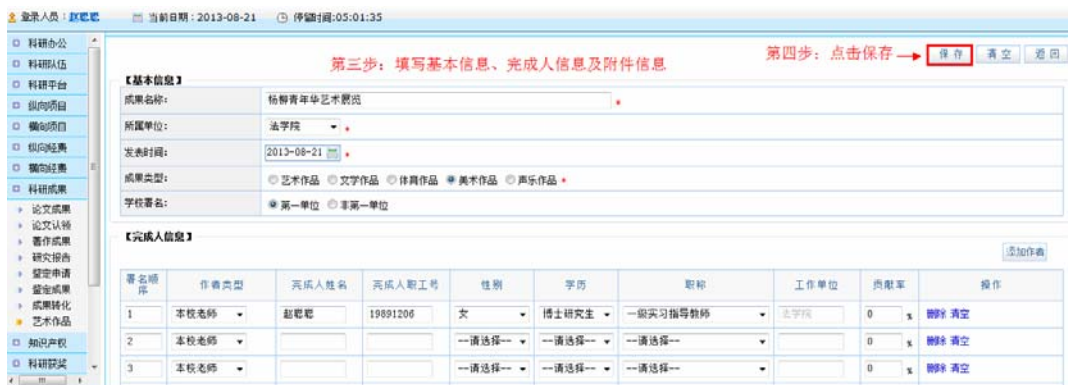 登录人员：赵聪聪 当前日期：2013-08-21 停留时间:05:01:35
科研办公
科研队伍
科研平台
纵向项目
横向项目
纵向经费
横向经费
科研成果
论文成果
论文认领
著作成果
研究报告
鉴定申请
鉴定成果
成果转化
艺术作品
知识产权
科研获奖
第三步：填写基本信息、完成人信息及附件信息
第四步：点击保存
保 存 清 空 返 回
【基本信息】
成果名称： 杨柳青年华艺术展览 *
所属单位： 法学院 *
发表时间： 2013-08-21 *
成果类型： 艺术作品 文学作品 体育作品 美术作品 声乐作品 *
学校署名： 第一单位 非第一单位
【完成人信息】
添加作者
署名顺序 作者类型 完成人姓名 完成人职工号 性别 学历 职称 工作单位 贡献率 操作
1 本校老师 赵聪聪 19891206 女 博士研究生 一级实习指导教师 法学院 0 % 删除 清空
2 本校老师 --请选择-- --请选择-- --请选择-- 0 % 删除 清空
3 本校老师 --请选择-- --请选择-- --请选择-- 0 % 删除 清空